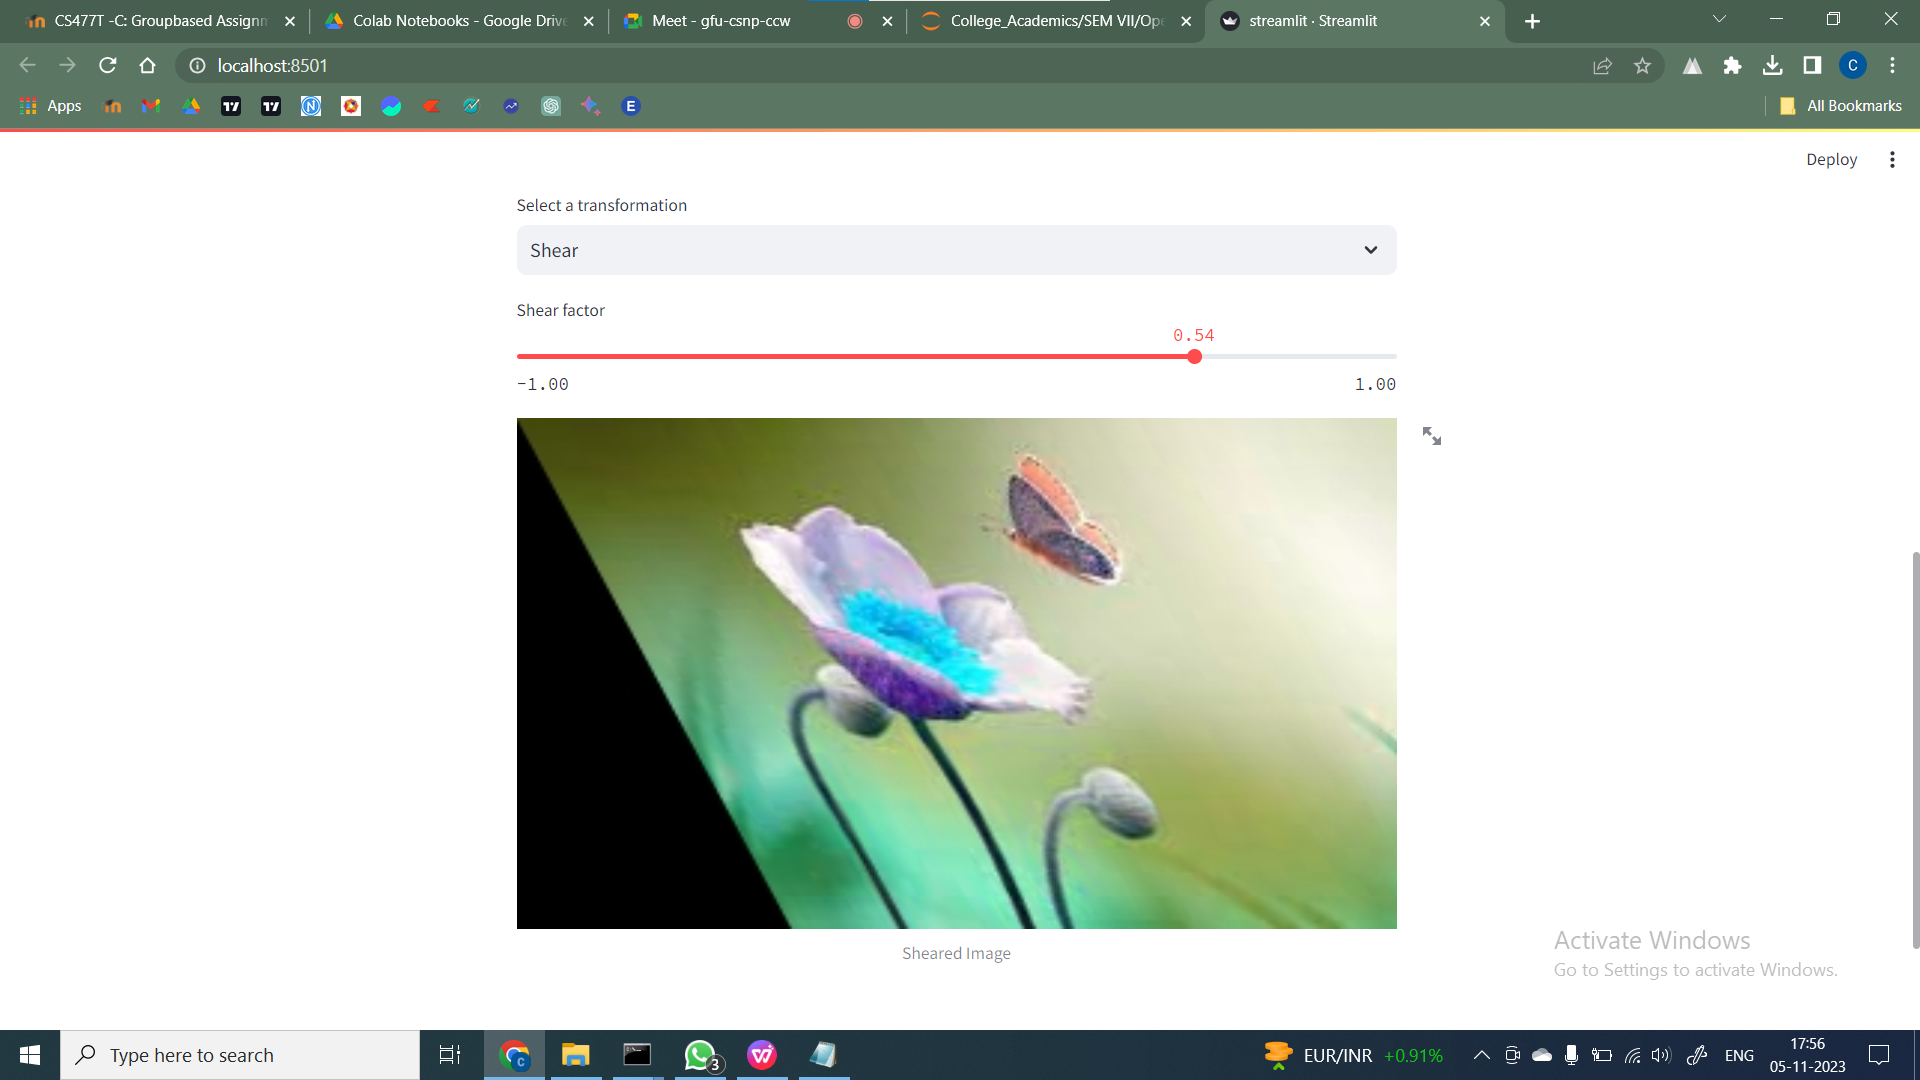 CS477T -C: Groupbased Assignm
Colab Notebooks - Google Drive
Meet - gfu-csnp-ccw
College_Academics/SEM VII/Ope
streamlit · Streamlit
localhost:8501
C
Apps
E
All Bookmarks
Deploy
Select a transformation
Shear
Shear factor
0.54
-1.00
1.00
Sheared Image
Activate Windows
Go to Settings to activate Windows.
Type here to search
3
EUR/INR +0.91%
ENG
17:56
05-11-2023